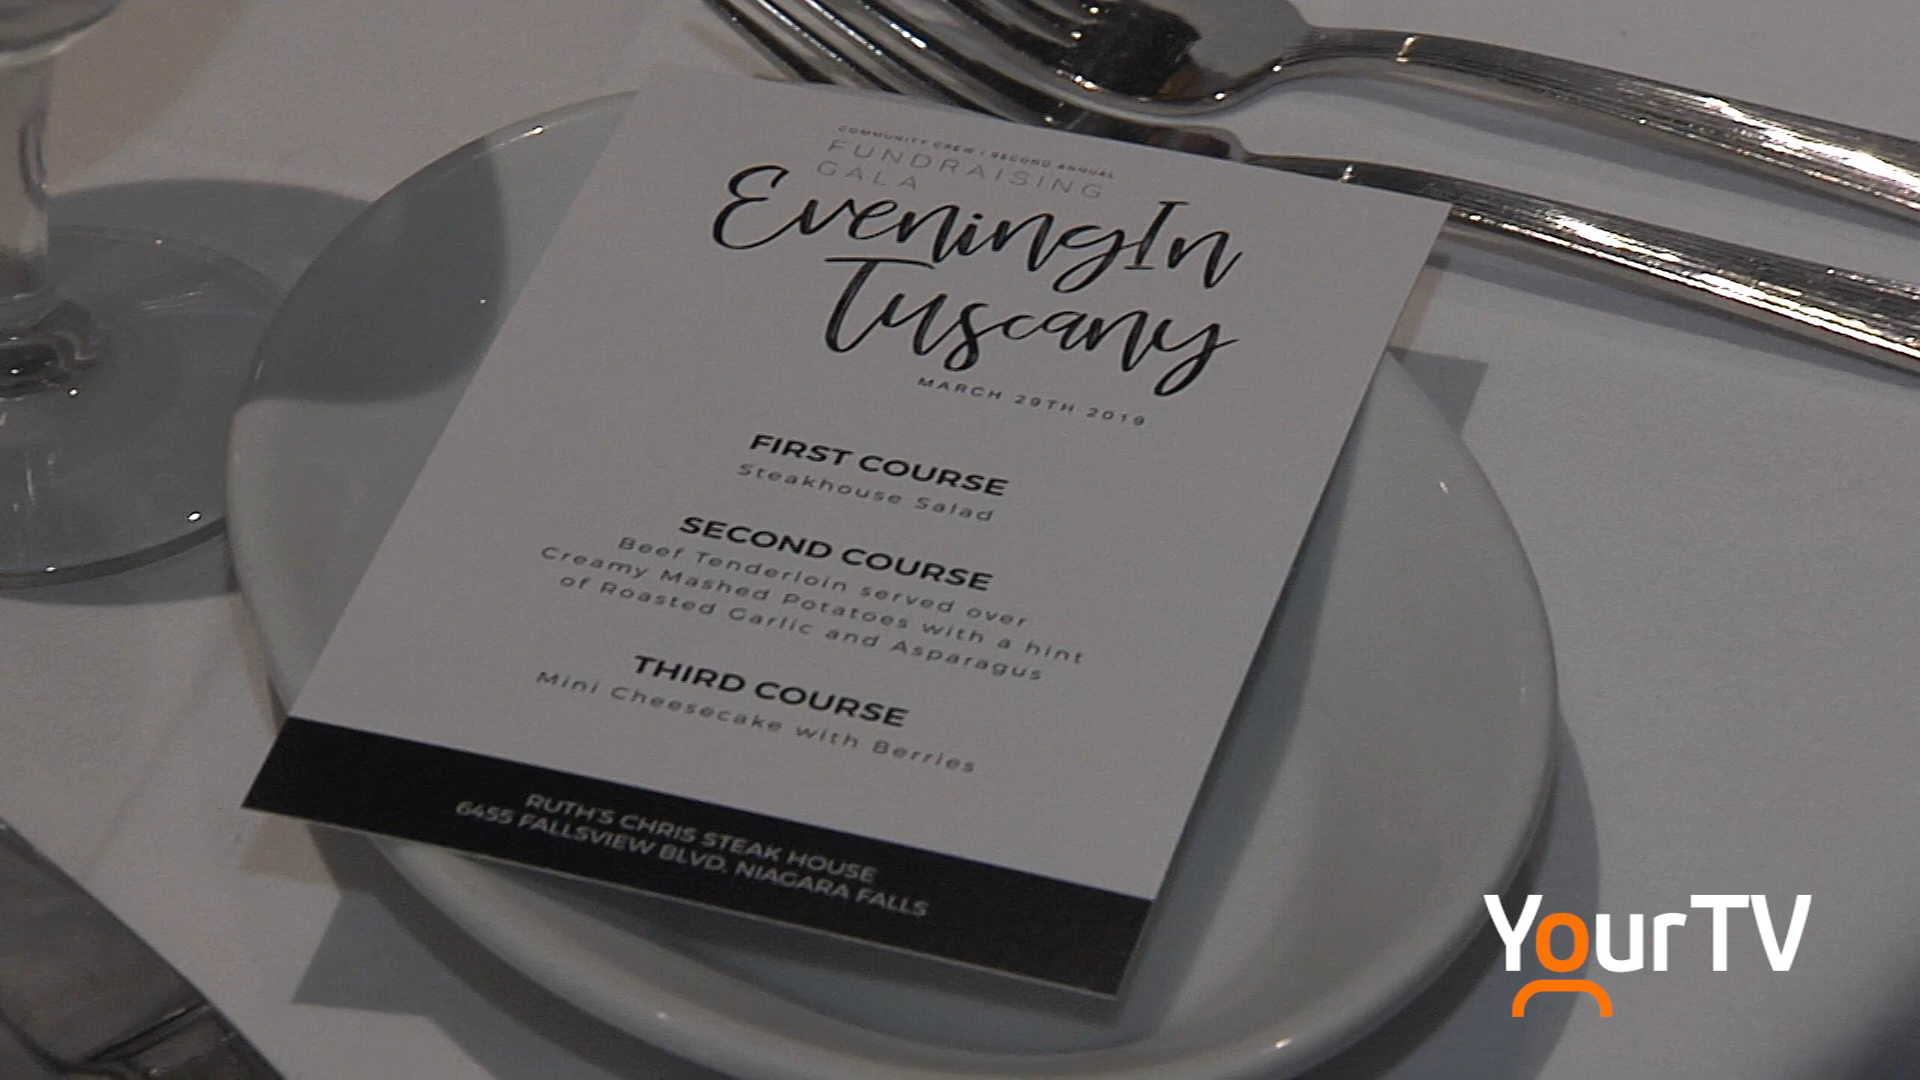 COMMUNITY CREW | SECOND ANNUAL
FUNDRAISING
GALA
Evening In
Tuscany
MARCH 29TH 2019
FIRST COURSE
Steakhouse Salad
SECOND COURSE
Beef Tenderloin served over
Creamy Mashed Potatoes with a hint
of Roasted Garlic and Asparagus
THIRD COURSE
Mini Cheesecake with Berries
RUTH'S CHRIS STEAK HOUSE
6455 FALLSVIEW BLVD, NIAGARA FALLS
YourTV